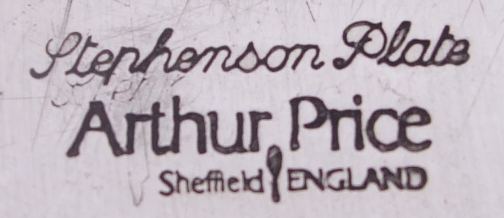 Stephenson Plate
Arthur Price
Sheffield ENGLAND